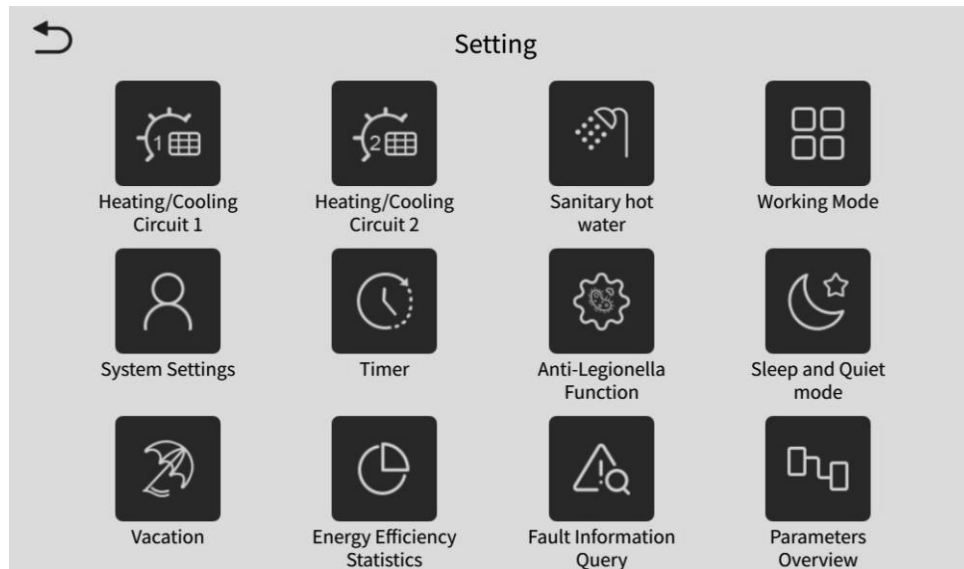 Setting
1
2
Heating/Cooling
Circuit 1
Heating/Cooling
Circuit 2
Sanitary hot
water
Working Mode
System Settings
Timer
Anti-Legionella
Function
Sleep and Quiet
mode
Vacation
Energy Efficiency
Statistics
Fault Information
Query
Parameters
Overview